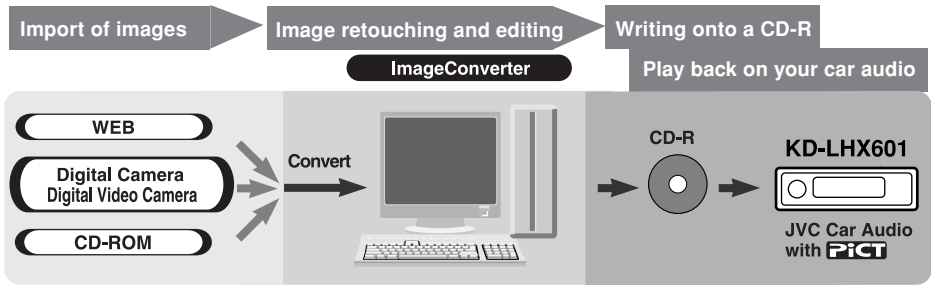 Import of images
Image retouching and editing
Writing onto a CD-R
Play back on your car audio
ImageConverter
WEB
Digital Camera
Digital Video Camera
CD-ROM
Convert
CD-R
KD-LHX601
JVC Car Audio
with PiCT